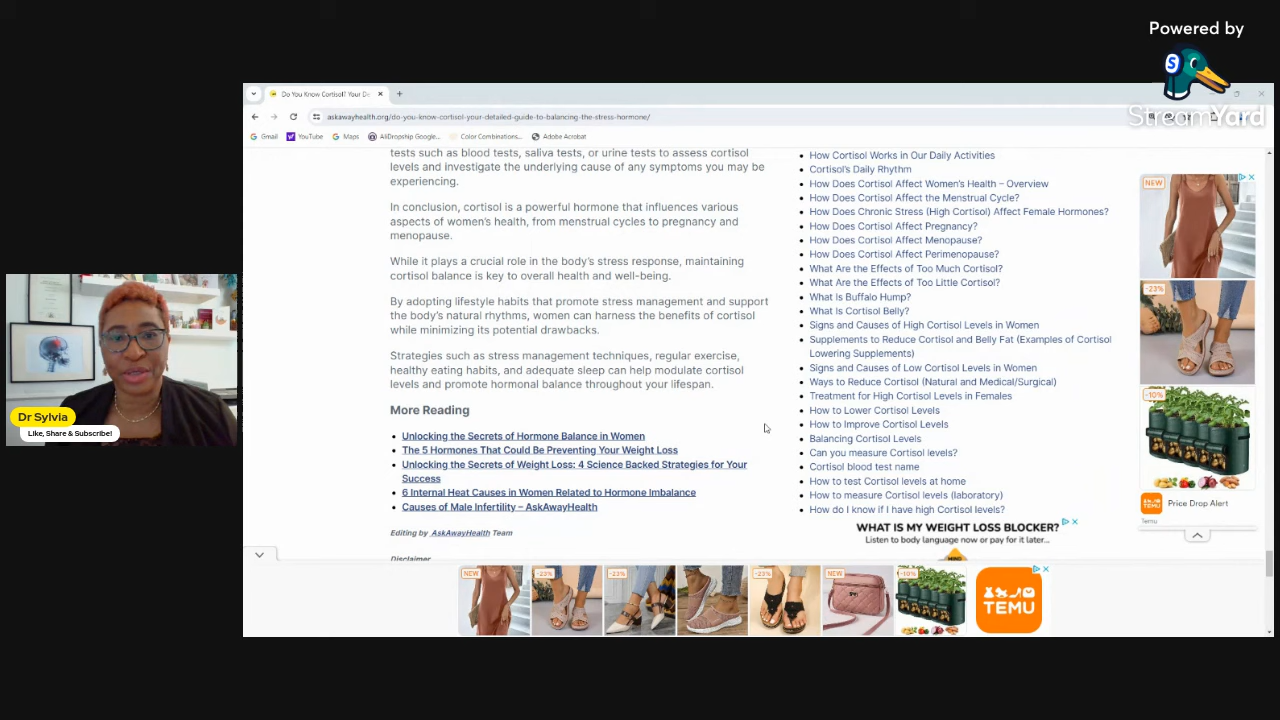 Powered by
S
StreamYard
Do You Know Cortisol? Your De
askawayhealth.org/do-you-know-cortisol-your-detailed-guide-to-balancing-the-stress-hormone/
Gmail YouTube Maps AliDropship Google... Color Combinations... Adobe Acrobat
tests such as blood tests, saliva tests, or urine tests to assess cortisol
levels and investigate the underlying cause of any symptoms you may be
experiencing.
In conclusion, cortisol is a powerful hormone that influences various
aspects of women's health, from menstrual cycles to pregnancy and
menopause.
While it plays a crucial role in the body's stress response, maintaining
cortisol balance is key to overall health and well-being.
By adopting lifestyle habits that promote stress management and support
the body's natural rhythms, women can harness the benefits of cortisol
while minimizing its potential drawbacks.
Strategies such as stress management techniques, regular exercise,
healthy eating habits, and adequate sleep can help modulate cortisol
levels and promote hormonal balance throughout your lifespan.
More Reading
Unlocking the Secrets of Hormone Balance in Women
The 5 Hormones That Could Be Preventing Your Weight Loss
Unlocking the Secrets of Weight Loss: 4 Science Backed Strategies for Your
Success
6 Internal Heat Causes in Women Related to Hormone Imbalance
Causes of Male Infertility – AskAwayHealth
Editing by AskAwayHealth Team
Disclaimer
How Cortisol Works in Our Daily Activities
Cortisol's Daily Rhythm
How Does Cortisol Affect Women's Health – Overview
How Does Cortisol Affect the Menstrual Cycle?
How Does Chronic Stress (High Cortisol) Affect Female Hormones?
How Does Cortisol Affect Pregnancy?
How Does Cortisol Affect Menopause?
How Does Cortisol Affect Perimenopause?
What Are the Effects of Too Much Cortisol?
What Are the Effects of Too Little Cortisol?
What Is Buffalo Hump?
What Is Cortisol Belly?
Signs and Causes of High Cortisol Levels in Women
Supplements to Reduce Cortisol and Belly Fat (Examples of Cortisol
Lowering Supplements)
Signs and Causes of Low Cortisol Levels in Women
Ways to Reduce Cortisol (Natural and Medical/Surgical)
Treatment for High Cortisol Levels in Females
How to Lower Cortisol Levels
How to Improve Cortisol Levels
Balancing Cortisol Levels
Can you measure Cortisol levels?
Cortisol blood test name
How to test Cortisol levels at home
How to measure Cortisol levels (laboratory)
How do I know if I have high Cortisol levels?
WHAT IS MY WEIGHT LOSS BLOCKER?
Listen to body language now or pay for it later...
NEW
-23%
-10%
Price Drop Alert
Temu
Dr Sylvia
Like, Share & Subscribe!
NEW
-23%
-23%
-23%
NEW
-10%
TEMU